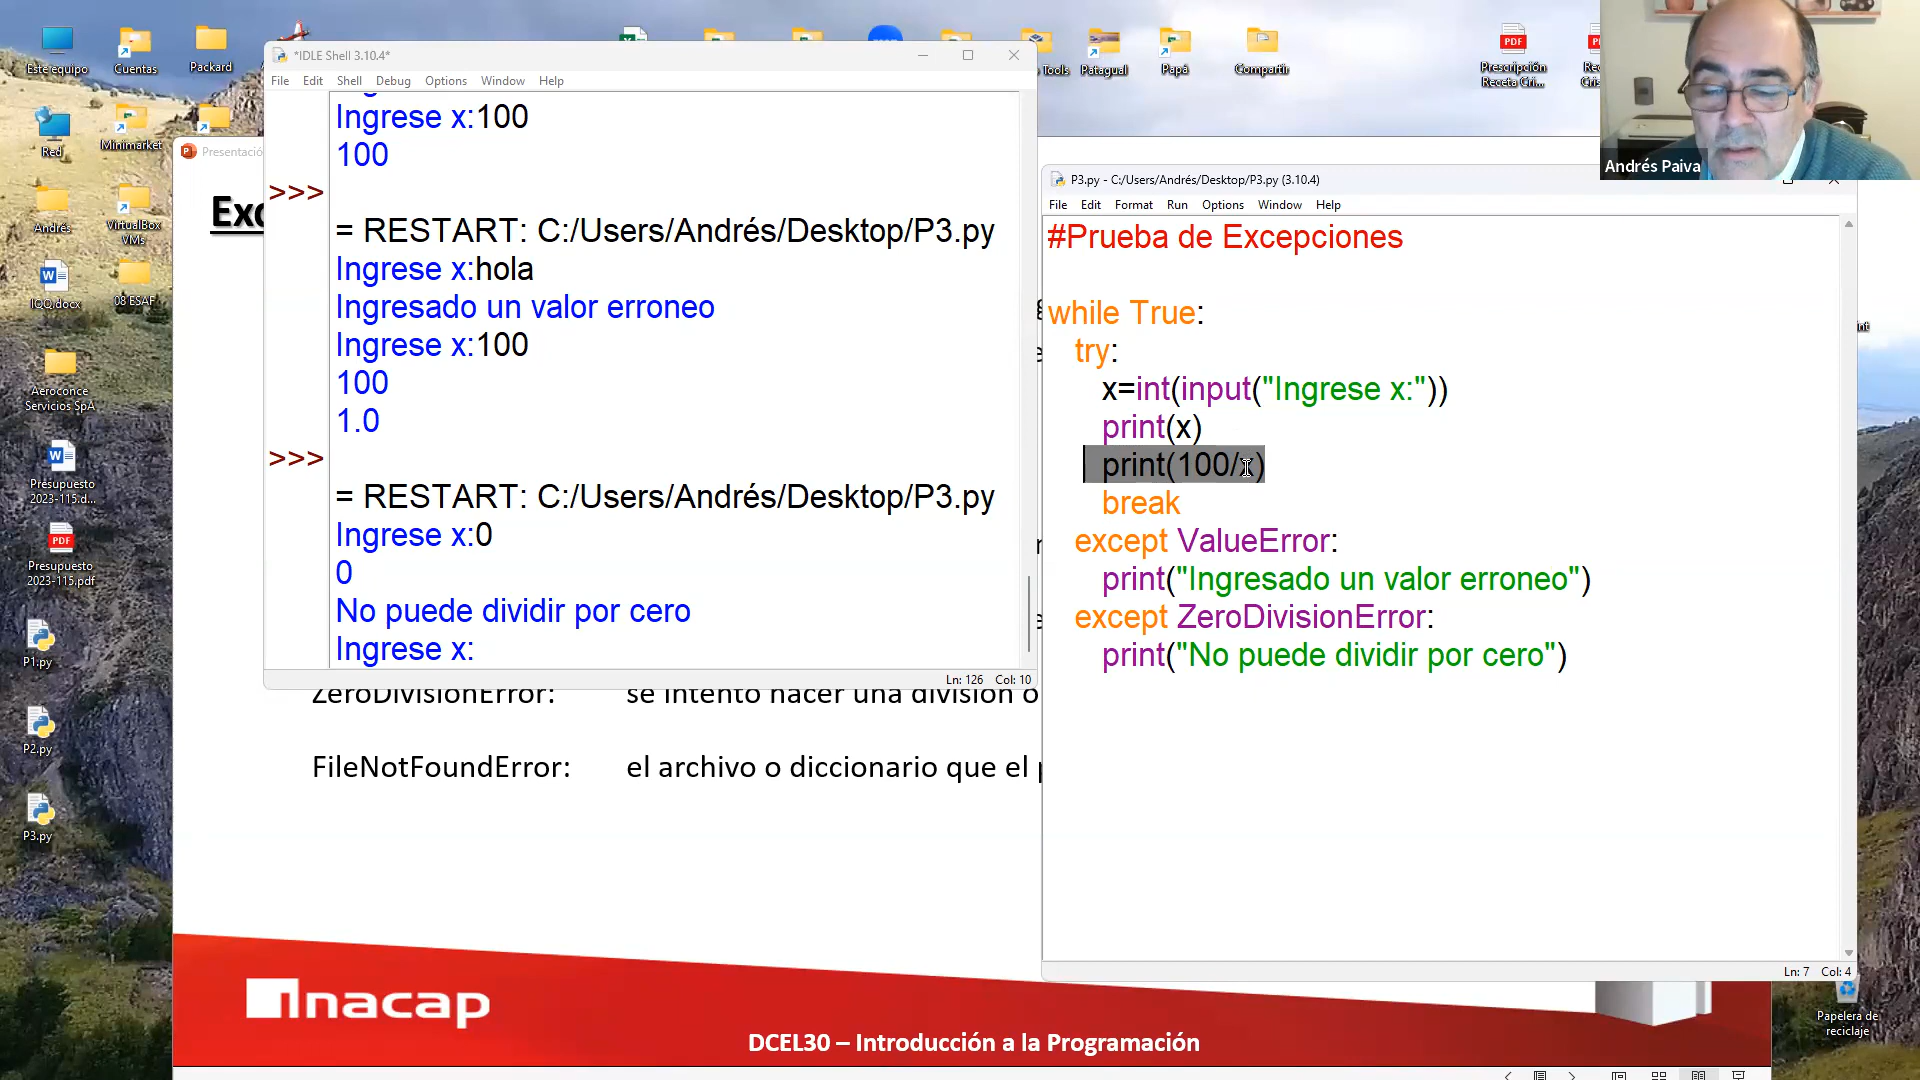 Este equipo
Cuentas
Packard
Tools
Patagual
Papá
Compartir
Prescripción
Receta Cri...
Red
Minimarket
Andrés
VirtualBox
VMs
IQQ.docx
08 ESAF
Aeroconce
Servicios SpA
Presupuesto
2023-115.d...
Presupuesto
2023-115.pdf
P1.py
P2.py
P3.py
*IDLE Shell 3.10.4*
File Edit Shell Debug Options Window Help
Ingrese x:100
100
>>>
= RESTART: C:/Users/Andrés/Desktop/P3.py
Ingrese x:hola
Ingresado un valor erroneo
Ingrese x:100
100
1.0
>>>
= RESTART: C:/Users/Andrés/Desktop/P3.py
Ingrese x:0
0
No puede dividir por cero
Ingrese x:
Ln: 126 Col: 10
ZeroDivisionError: se intentó hacer una división
FileNotFoundError: el archivo o diccionario que el
Andrés Paiva
P3.py - C:/Users/Andrés/Desktop/P3.py (3.10.4)
File Edit Format Run Options Window Help
#Prueba de Excepciones
while True:
try:
x=int(input("Ingrese x:"))
print(x)
print(100/x)
break
except ValueError:
print("Ingresado un valor erroneo")
except ZeroDivisionError:
print("No puede dividir por cero")
Ln: 7 Col: 4
Inacap
DCEL30 – Introducción a la Programación
Papelera de
reciclaje